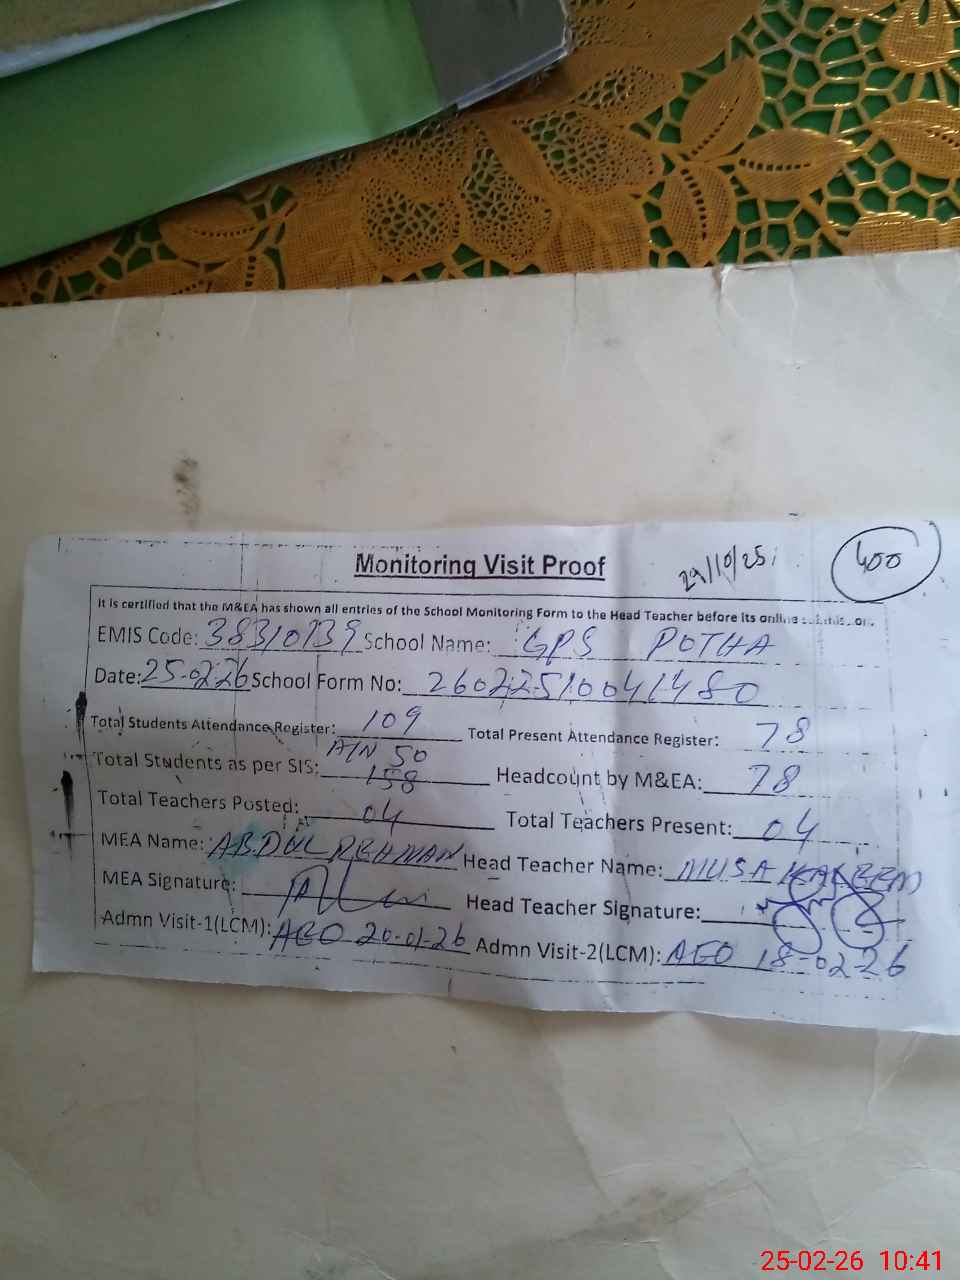 Monitoring Visit Proof 29/10/25 400
It is certified that the M&EA has shown all entries of the School Monitoring Form to the Head Teacher before its online
EMIS Code: 38310139 School Name: GPS POTHA
Date: 25-02-26 School Form No: 26022510041480
Total Students Attendance Register: 109 Total Present Attendance Register: 78
A/N 50
Total Students as per SIS: 158 Headcount by M&EA: 78
Total Teachers Posted: 04 Total Teachers Present: 04
MEA Name: ABDUL REHMAN Head Teacher Name: MUSA KALEEM
MEA Signature: Head Teacher Signature:
Admn Visit-1(LCM): AEO 20-01-26 Admn Visit-2(LCM): AEO 18-02-26
25-02-26 10:41